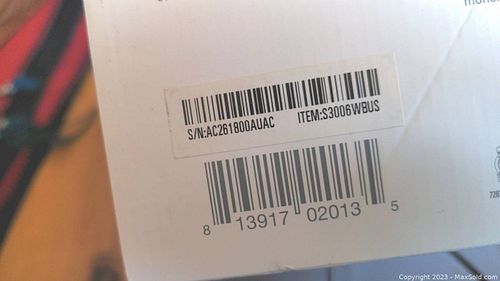 S/N:AC261800AUAC ITEM:S3006WBUS
8 13917 02013 5
Copyright 2023 - MaxSold.com